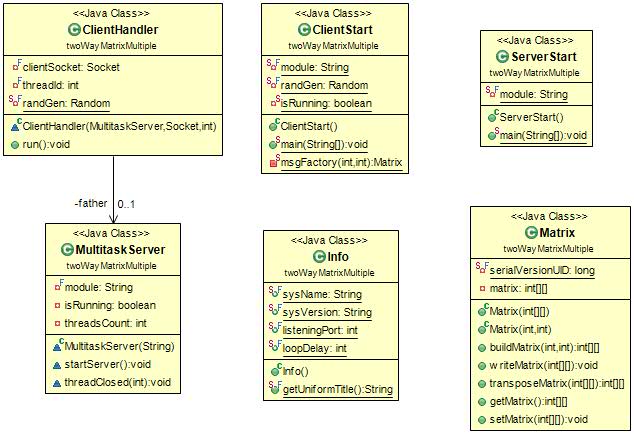 <<Java Class>>
ClientHandler
twoWayMatrixMultiple
clientSocket: Socket
threadId: int
randGen: Random
ClientHandler(MultitaskServer,Socket,int)
run():void
<<Java Class>>
ClientStart
twoWayMatrixMultiple
module: String
randGen: Random
isRunning: boolean
ClientStart()
main(String[]):void
msgFactory(int,int):Matrix
<<Java Class>>
ServerStart
twoWayMatrixMultiple
module: String
ServerStart()
main(String[]):void
-father
0..1
<<Java Class>>
MultitaskServer
twoWayMatrixMultiple
module: String
isRunning: boolean
threadsCount: int
MultitaskServer(String)
startServer():void
threadClosed(int):void
<<Java Class>>
Info
twoWayMatrixMultiple
sysName: String
sysVersion: String
listeningPort: int
loopDelay: int
Info()
getUniformTitle():String
<<Java Class>>
Matrix
twoWayMatrixMultiple
serialVersionUID: long
matrix: int[][]
Matrix(int[][])
Matrix(int,int)
buildMatrix(int,int):int[][]
writeMatrix(int[][]):void
transposeMatrix(int[][]):int[][]
getMatrix():int[][]
setMatrix(int[][]):void